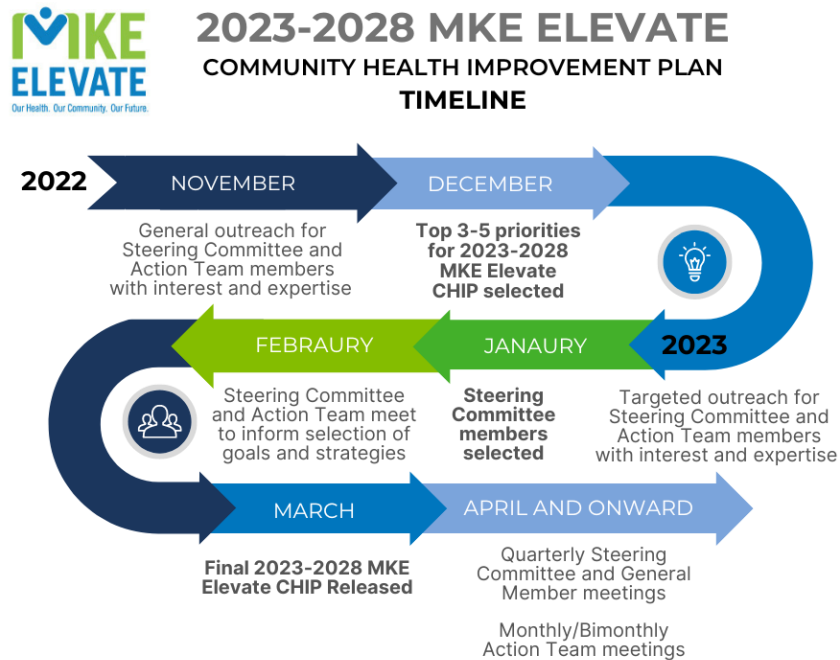 MKE
ELEVATE
Our Health. Our Community. Our Future.
2023-2028 MKE ELEVATE
COMMUNITY HEALTH IMPROVEMENT PLAN
TIMELINE
2022
NOVEMBER
General outreach for
Steering Committee and
Action Team members
with interest and expertise
DECEMBER
Top 3-5 priorities
for 2023-2028
MKE Elevate
CHIP selected
2023
Targeted outreach for
Steering Committee and
Action Team members
with interest and expertise
JANAURY
Steering
Committee
members
selected
FEBRAURY
Steering Committee
and Action Team meet
to inform selection of
goals and strategies
MARCH
Final 2023-2028 MKE
Elevate CHIP Released
APRIL AND ONWARD
Quarterly Steering
Committee and General
Member meetings
Monthly/Bimonthly
Action Team meetings